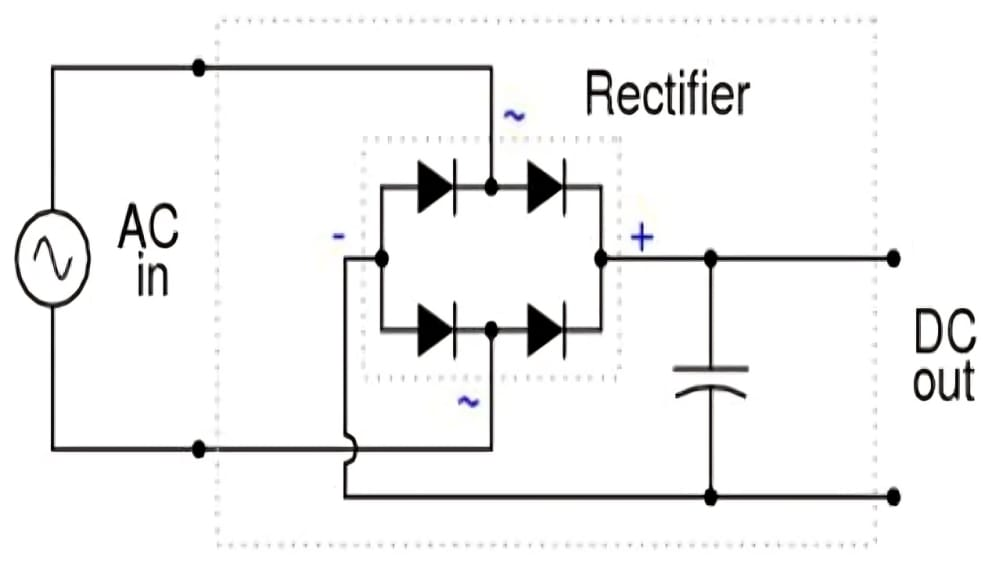 Rectifier
~
AC
in
-
+
DC
out
~